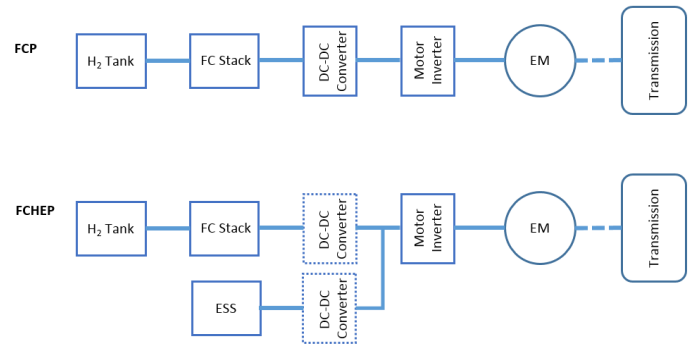 FCP
H₂ Tank
FC Stack
DC-DC
Converter
Motor
Inverter
EM
Transmission
FCHEP
H₂ Tank
FC Stack
DC-DC
Converter
Motor
Inverter
EM
Transmission
ESS
DC-DC
Converter